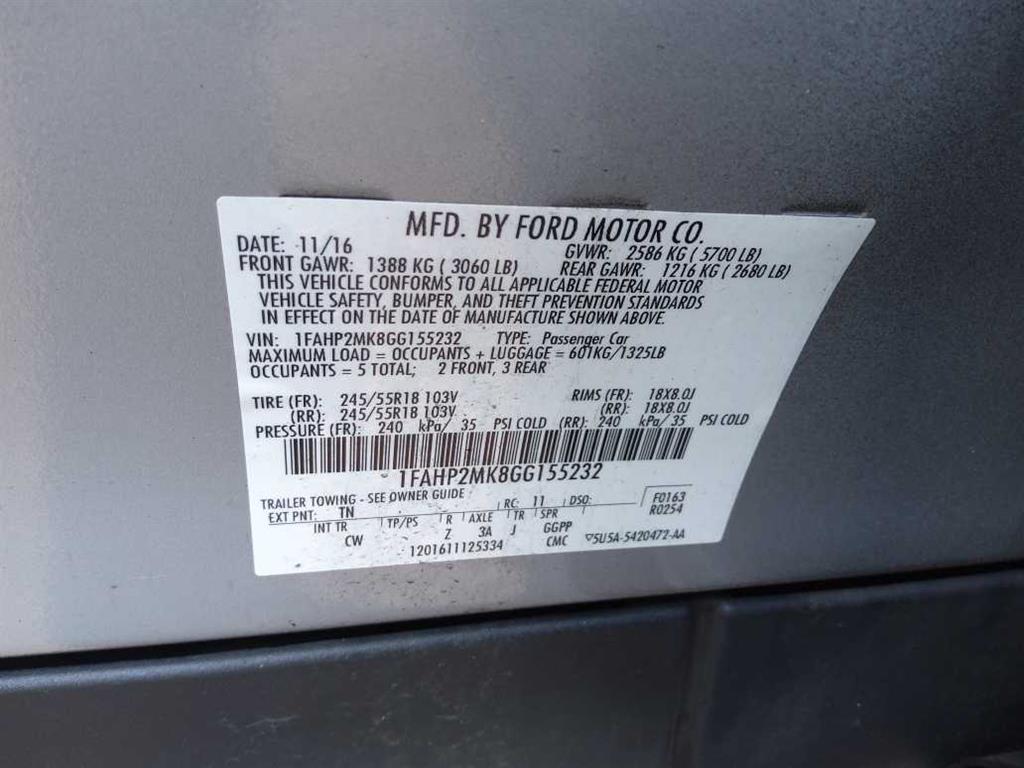 MFD. BY FORD MOTOR CO.
DATE: 11/16 GVWR: 2586 KG ( 5700 LB)
FRONT GAWR: 1388 KG ( 3060 LB) REAR GAWR: 1216 KG ( 2680 LB)
THIS VEHICLE CONFORMS TO ALL APPLICABLE FEDERAL MOTOR
VEHICLE SAFETY, BUMPER, AND THEFT PREVENTION STANDARDS
IN EFFECT ON THE DATE OF MANUFACTURE SHOWN ABOVE.
VIN: 1FAHP2MK8GG155232 TYPE: Passenger Car
MAXIMUM LOAD = OCCUPANTS + LUGGAGE = 601KG/1325LB
OCCUPANTS = 5 TOTAL; 2 FRONT, 3 REAR
TIRE (FR): 245/55R18 103V RIMS (FR): 18X8.0J
(RR): 245/55R18 103V (RR): 18X8.0J
PRESSURE (FR): 240 kPa/ 35 PSI COLD (RR): 240 kPa/ 35 PSI COLD
1FAHP2MK8GG155232
TRAILER TOWING - SEE OWNER GUIDE
EXT PNT: TN RC: 11 DSO: F0163
R0254
INT TR TP/PS R AXLE TR SPR
CW Z 3A J GGPP
1201611125334 CMC ▽5U5A-5420472-AA